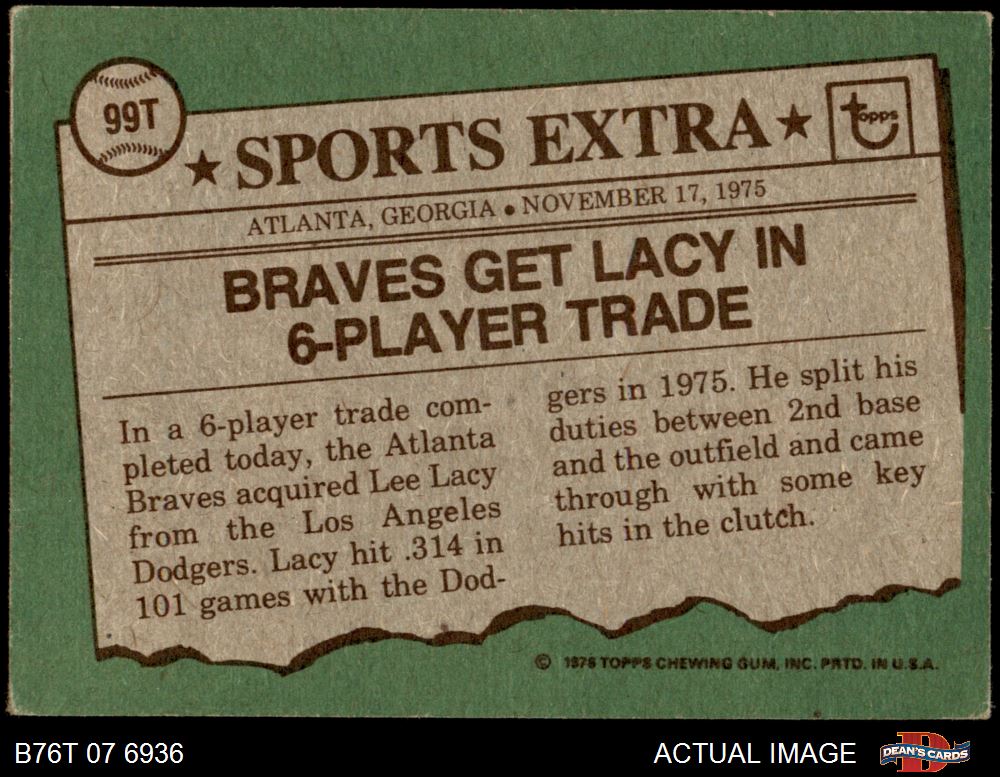 99T
★ SPORTS EXTRA ★
topps
ATLANTA, GEORGIA • NOVEMBER 17, 1975
BRAVES GET LACY IN
6-PLAYER TRADE
In a 6-player trade com-
pleted today, the Atlanta
Braves acquired Lee Lacy
from the Los Angeles
Dodgers. Lacy hit .314 in
101 games with the Dod-
gers in 1975. He split his
duties between 2nd base
and the outfield and came
through with some key
hits in the clutch.
© 1976 TOPPS CHEWING GUM, INC. PRTD. IN U.S.A.
B76T 07 6936
ACTUAL IMAGE
DEAN'S CARDS